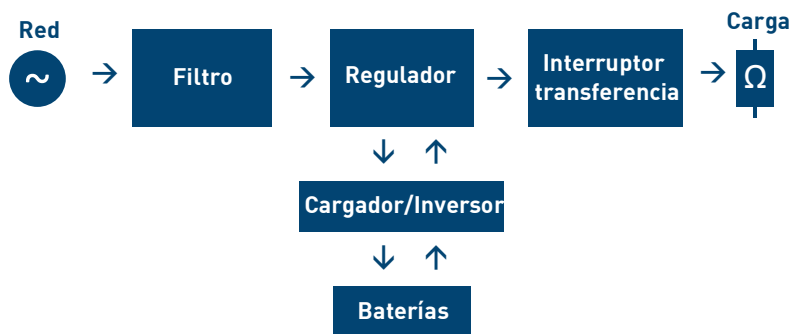 Red
Carga
~
Filtro
Regulador
Interruptor
transferencia
Ω
Cargador/Inversor
Baterías